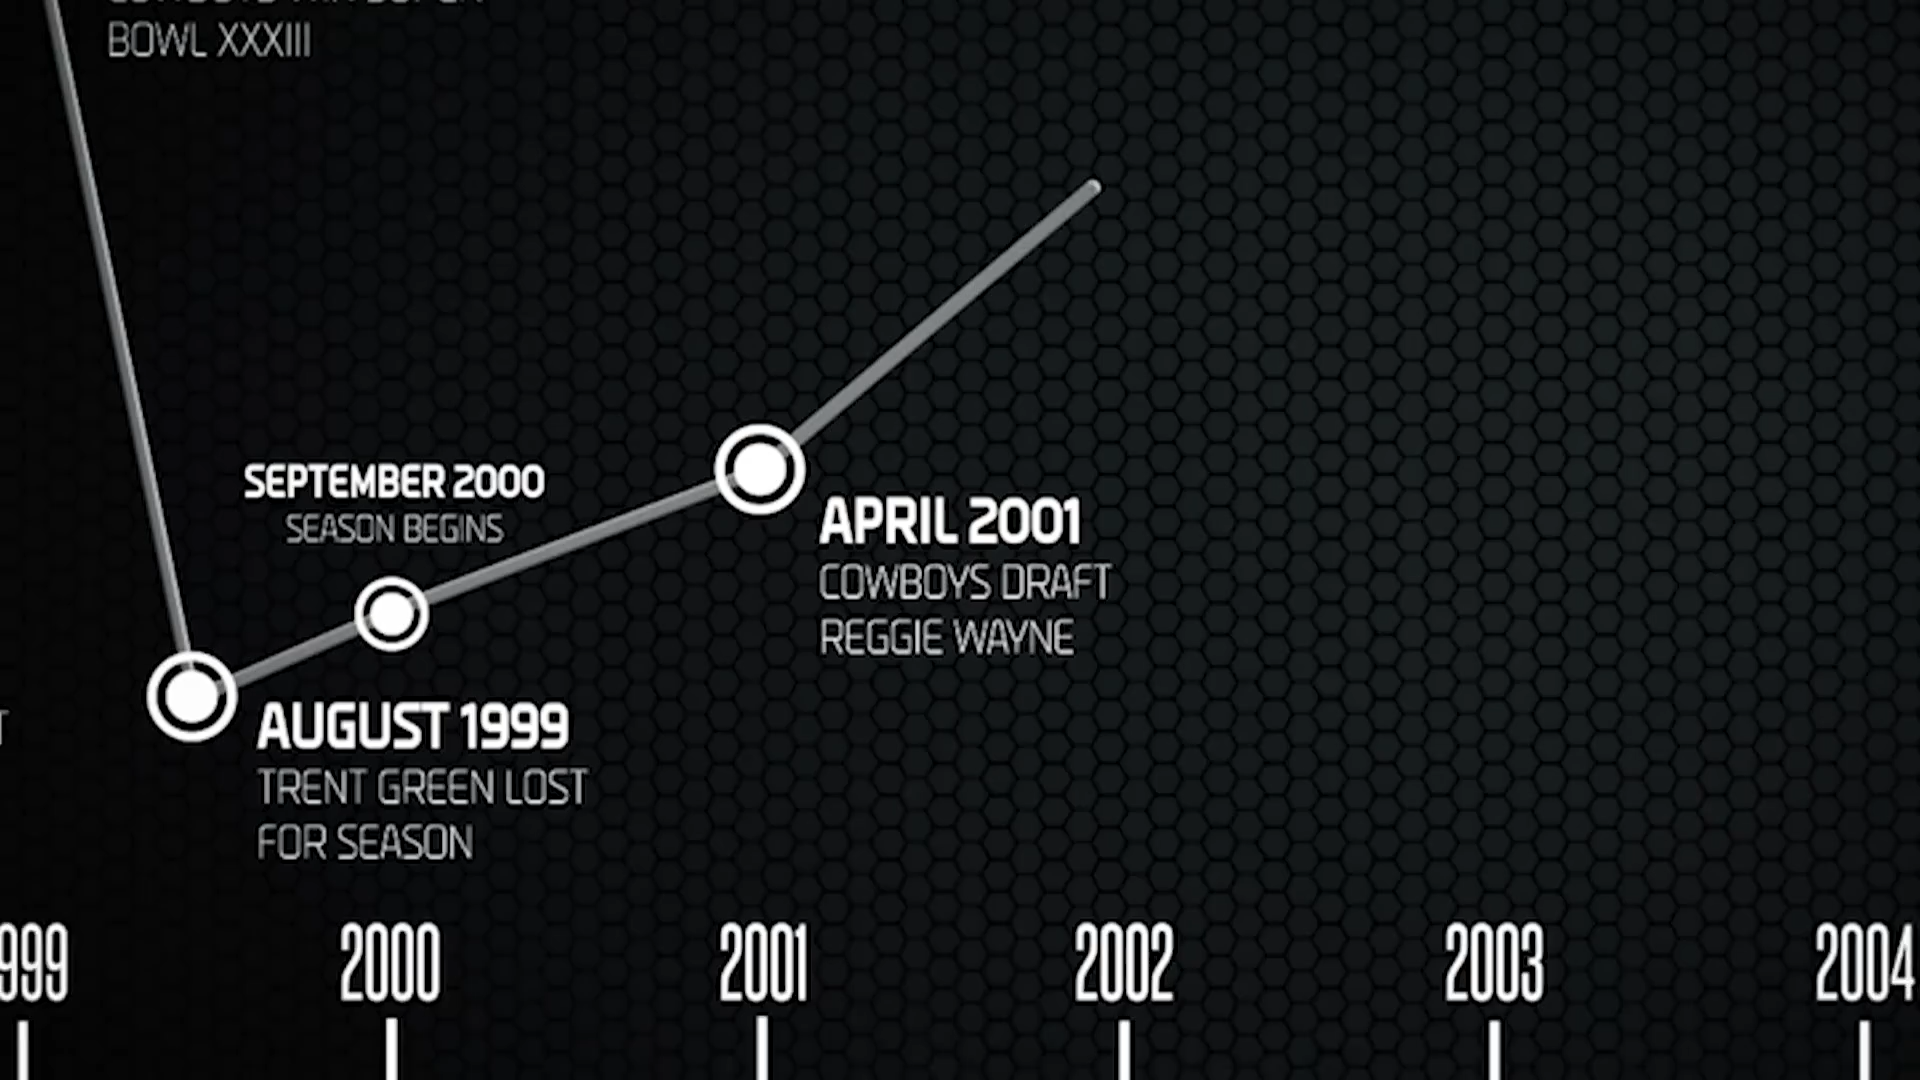 BOWL XXXIII
SEPTEMBER 2000
SEASON BEGINS
APRIL 2001
COWBOYS DRAFT
REGGIE WAYNE
AUGUST 1999
TRENT GREEN LOST
FOR SEASON
999 2000 2001 2002 2003 2004